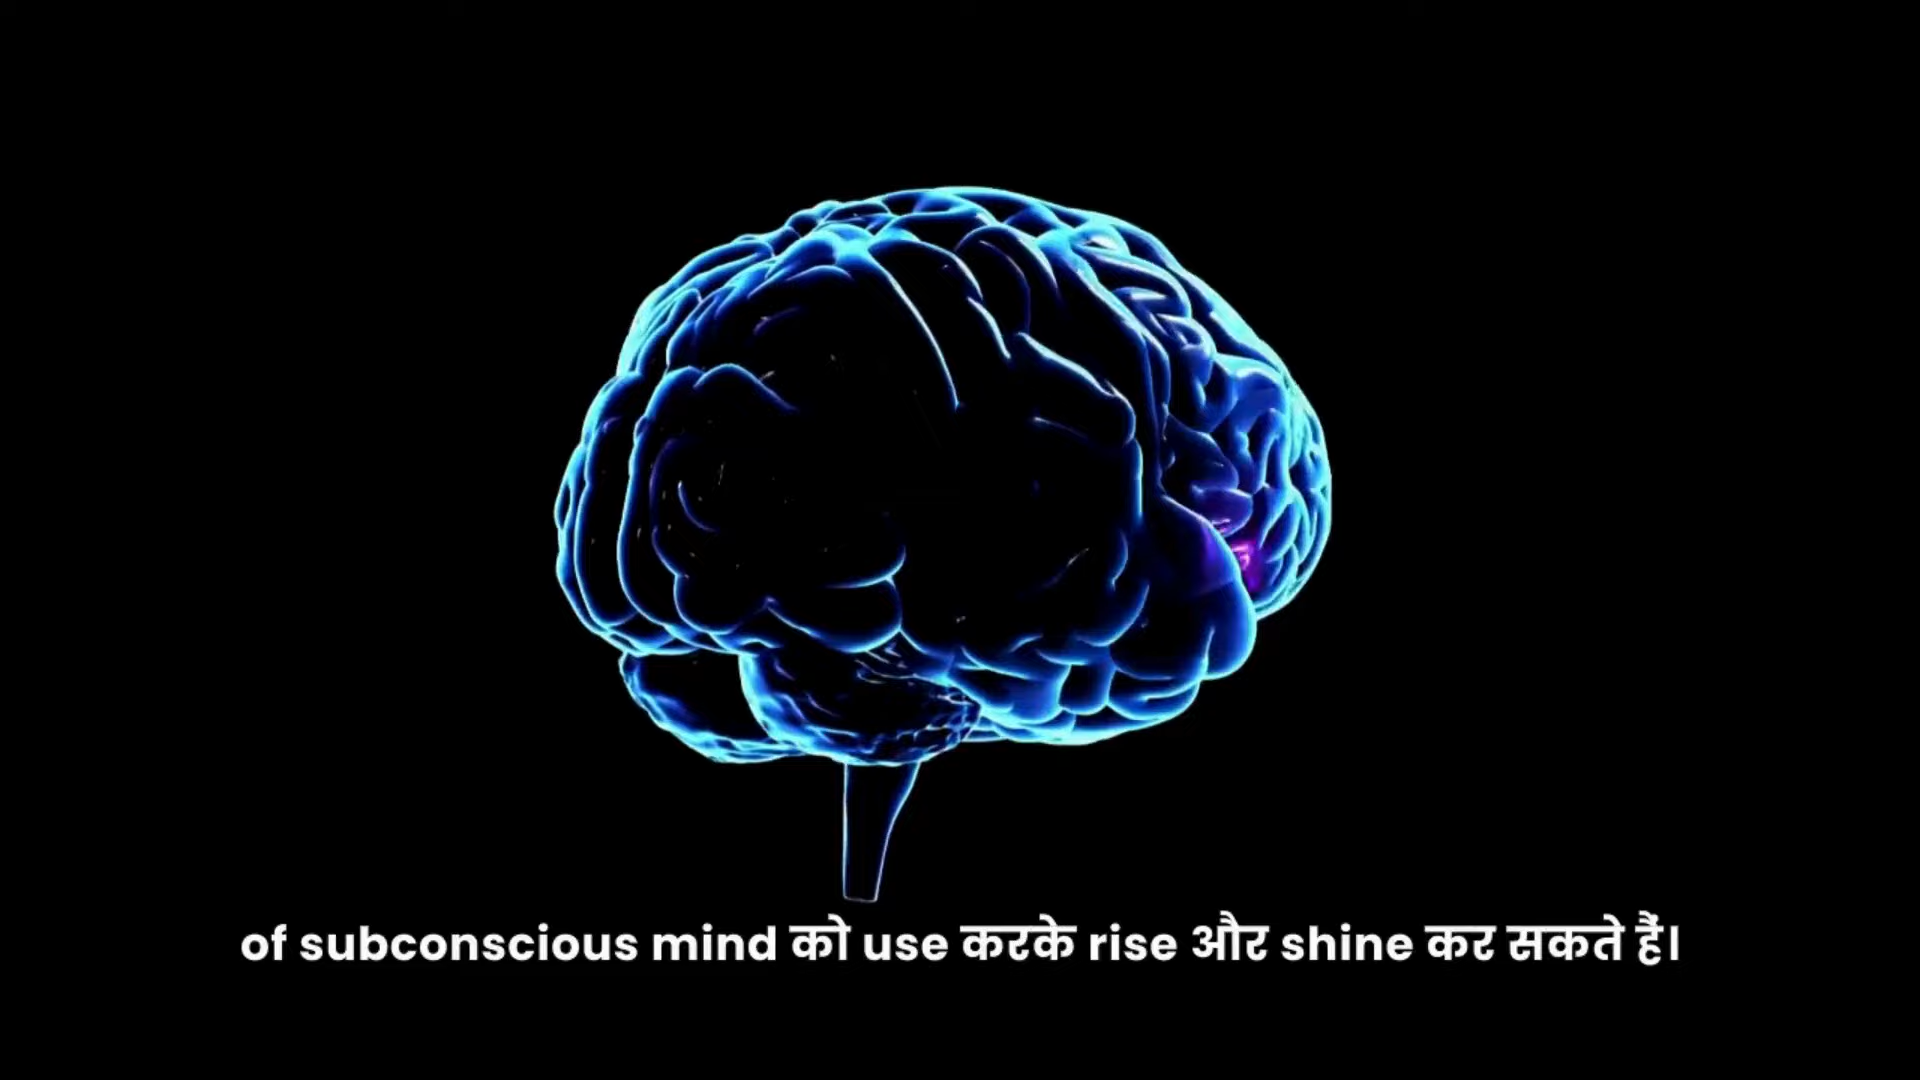 of subconscious mind को use करके rise और shine कर सकते हैं।